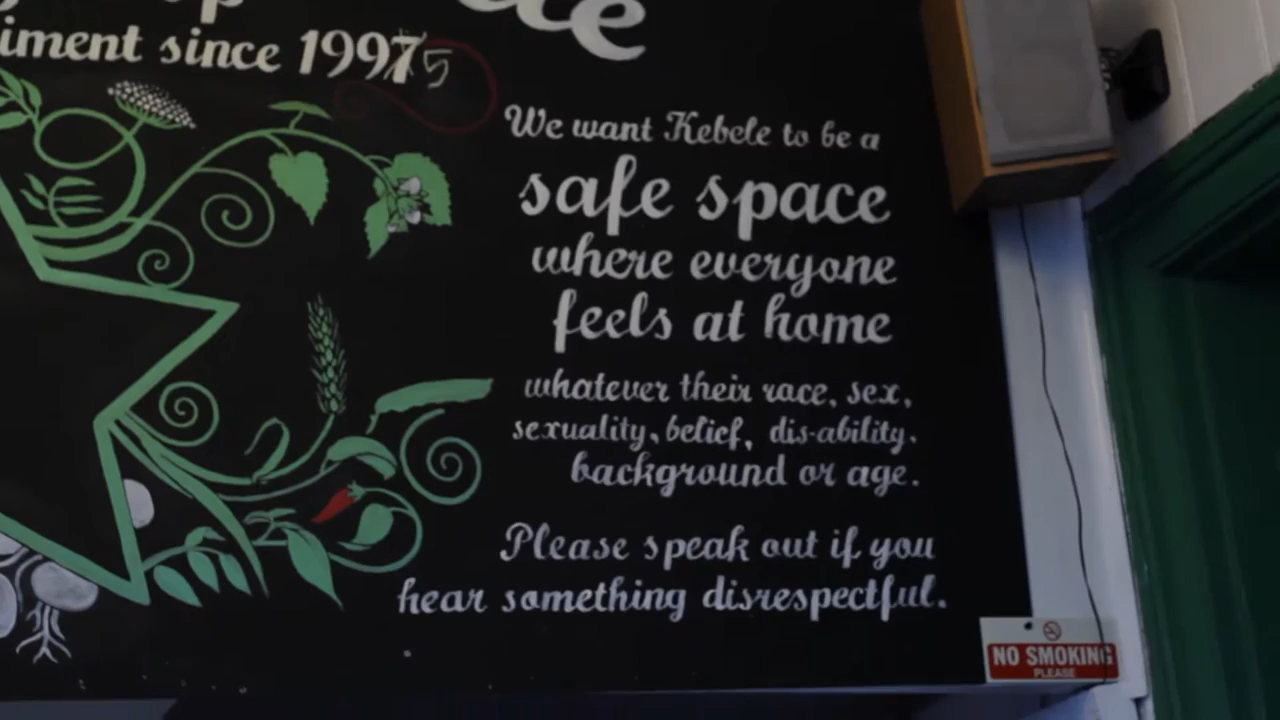 iment since 19975
We want Kebele to be a
safe space
where everyone
feels at home
whatever their race, sex,
sexuality, belief, dis-ability.
background or age.
Please speak out if you
hear something disrespectful.
NO SMOKING
PLEASE